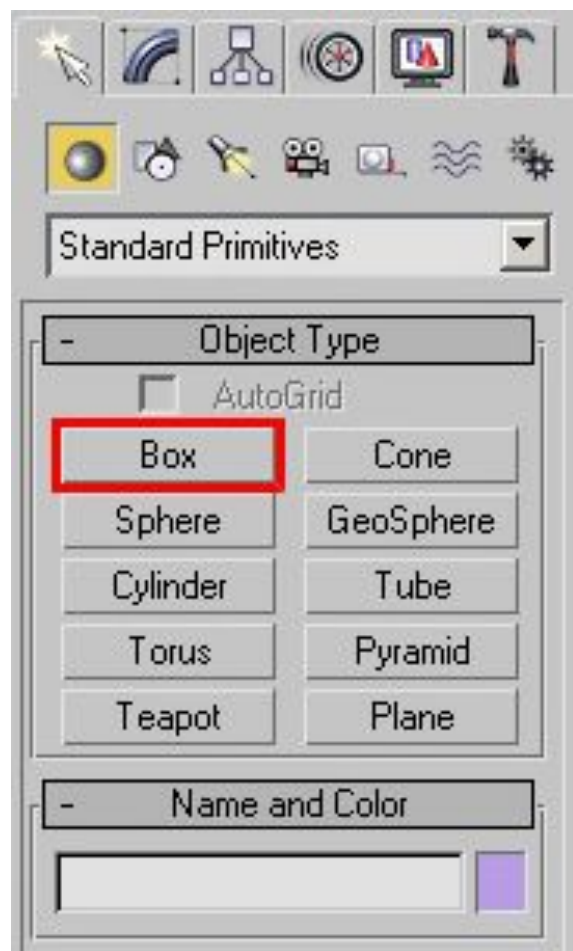 Standard Primitives
- Object Type
AutoGrid
Box Cone
Sphere GeoSphere
Cylinder Tube
Torus Pyramid
Teapot Plane
- Name and Color